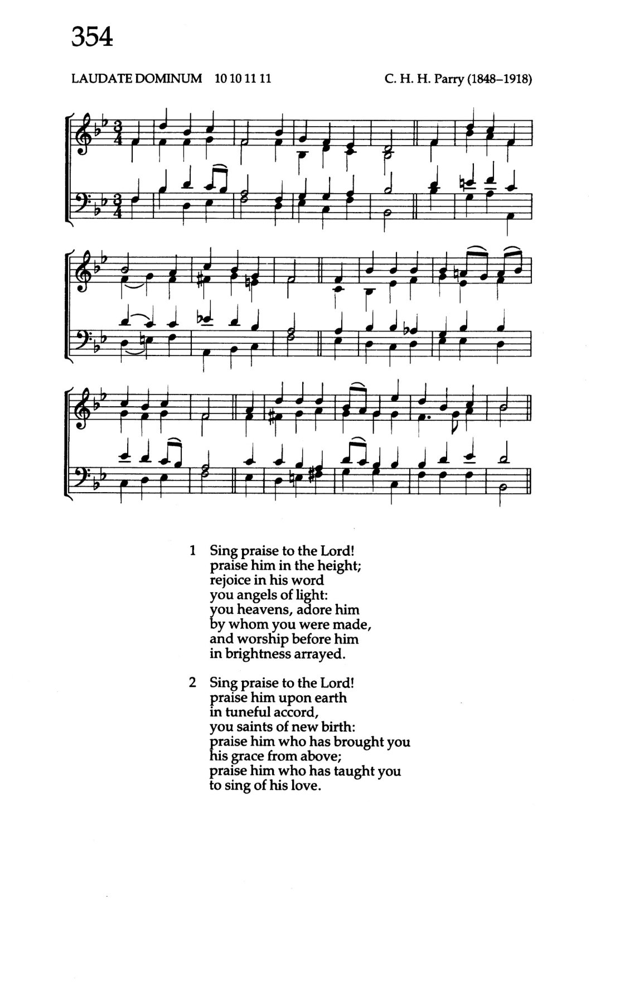 354
LAUDATE DOMINUM 10 10 11 11 C. H. H. Parry (1848–1918)
1 Sing praise to the Lord!
praise him in the height;
rejoice in his word
you angels of light:
you heavens, adore him
by whom you were made,
and worship before him
in brightness arrayed.
2 Sing praise to the Lord!
praise him upon earth
in tuneful accord,
you saints of new birth:
praise him who has brought you
his grace from above;
praise him who has taught you
to sing of his love.